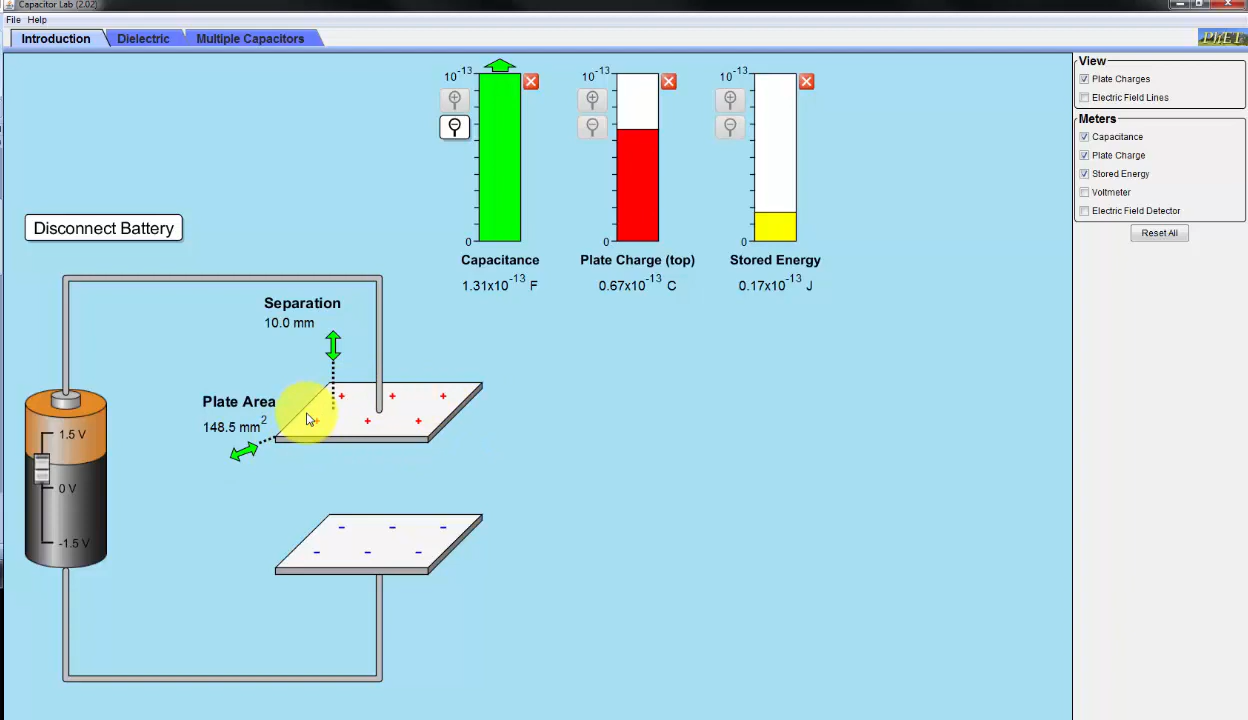 Capacitor Lab (2.02)
File Help
Introduction Dielectric Multiple Capacitors
PhET
10⁻¹³ 10⁻¹³ 10⁻¹³
0 0 0
Capacitance Plate Charge (top) Stored Energy
1.31x10⁻¹³ F 0.67x10⁻¹³ C 0.17x10⁻¹³ J
Disconnect Battery
Separation
10.0 mm
Plate Area
148.5 mm²
1.5 V
0 V
-1.5 V
View
Plate Charges
Electric Field Lines
Meters
Capacitance
Plate Charge
Stored Energy
Voltmeter
Electric Field Detector
Reset All